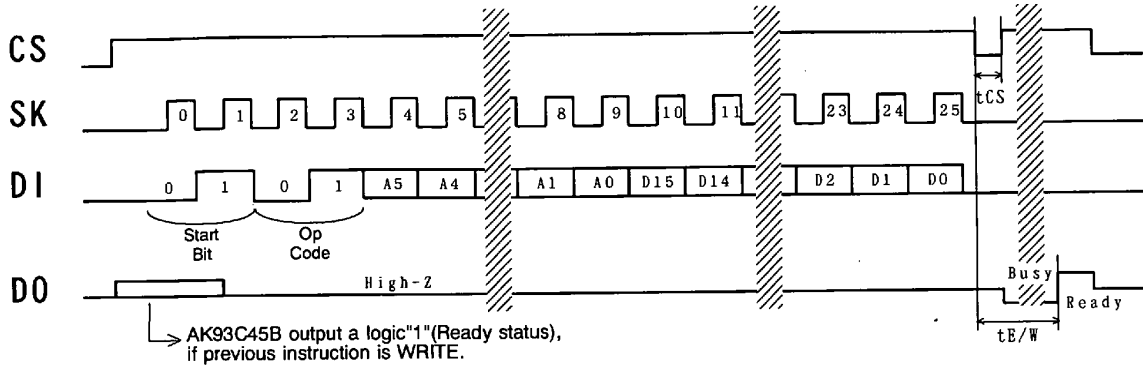 CS
tCS
SK 0 1 2 3 4 5 8 9 10 11 23 24 25
DI 0 1 0 1 A5 A4 A1 A0 D15 D14 D2 D1 D0
Start Bit
Op Code
DO High-Z Busy Ready
tE/W
AK93C45B output a logic"1"(Ready status),
if previous instruction is WRITE.